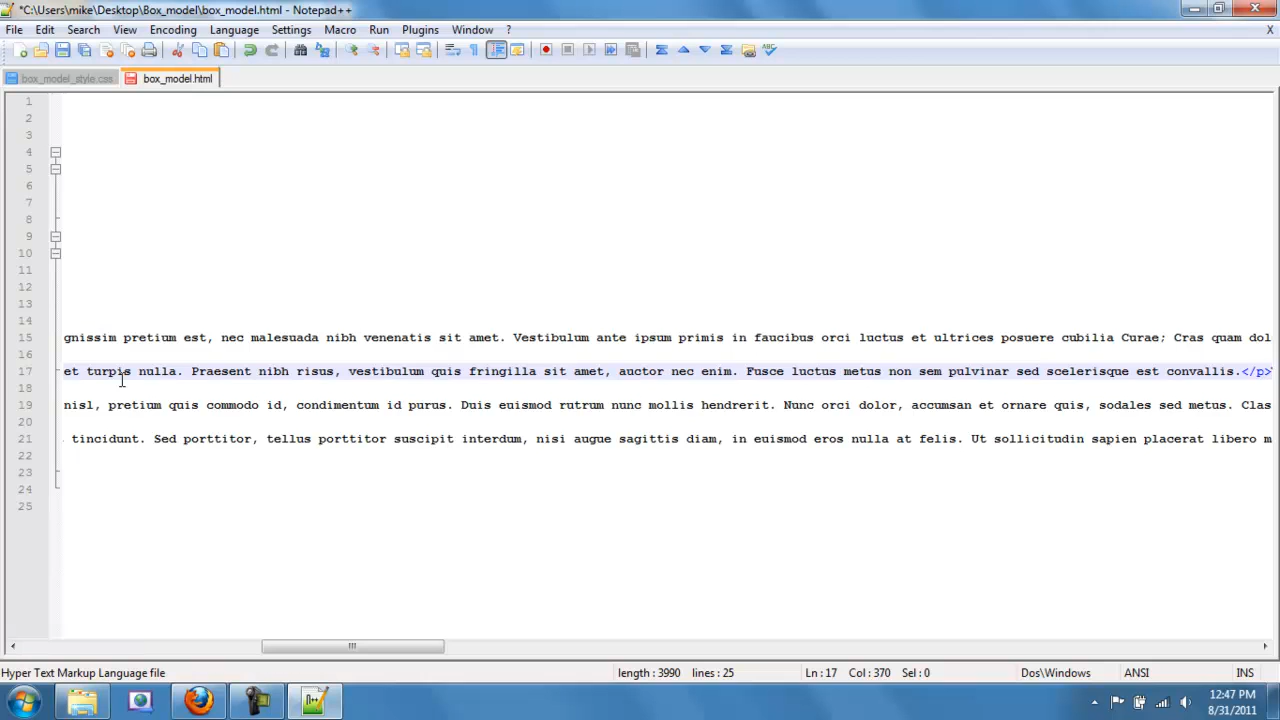 *C:\Users\mike\Desktop\Box_model\box_model.html - Notepad++
File Edit Search View Encoding Language Settings Macro Run Plugins Window ? X
box_model_style.css box_model.html
1
2
3
4
5
6
7
8
9
10
11
12
13
14
15 gnissim pretium est, nec malesuada nibh venenatis sit amet. Vestibulum ante ipsum primis in faucibus orci luctus et ultrices posuere cubilia Curae; Cras quam dol
16
17 et turpis nulla. Praesent nibh risus, vestibulum quis fringilla sit amet, auctor nec enim. Fusce luctus metus non sem pulvinar sed scelerisque est convallis.</p>
18
19 nisl, pretium quis commodo id, condimentum id purus. Duis euismod rutrum nunc mollis hendrerit. Nunc orci dolor, accumsan et ornare quis, sodales sed metus. Clas
20
21 tincidunt. Sed porttitor, tellus porttitor suscipit interdum, nisi augue sagittis diam, in euismod eros nulla at felis. Ut sollicitudin sapien placerat libero m
22
23
24
25
Hyper Text Markup Language file length : 3990 lines : 25 Ln : 17 Col : 370 Sel : 0 Dos\Windows ANSI INS
12:47 PM
8/31/2011